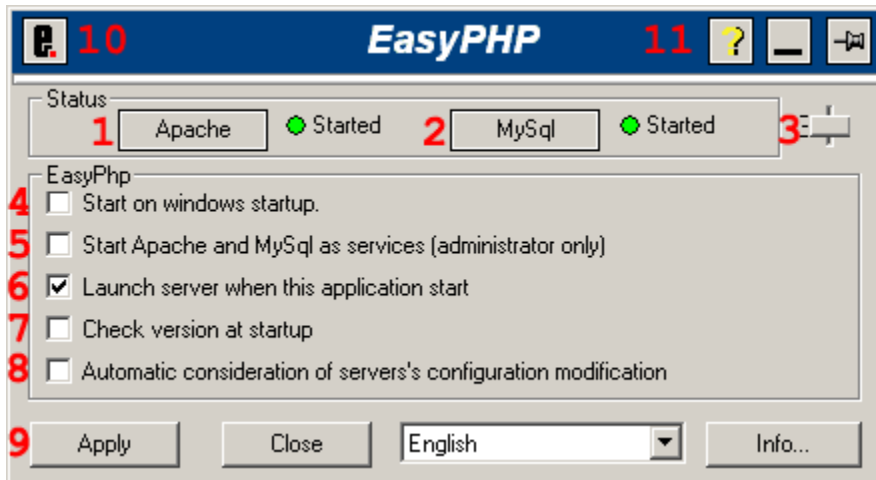 e. 10 EasyPHP 11 ?
Status
1 Apache Started 2 MySql Started 3
EasyPhp
4 Start on windows startup.
5 Start Apache and MySql as services (administrator only)
6 Launch server when this application start
7 Check version at startup
8 Automatic consideration of servers's configuration modification
9 Apply Close English Info...